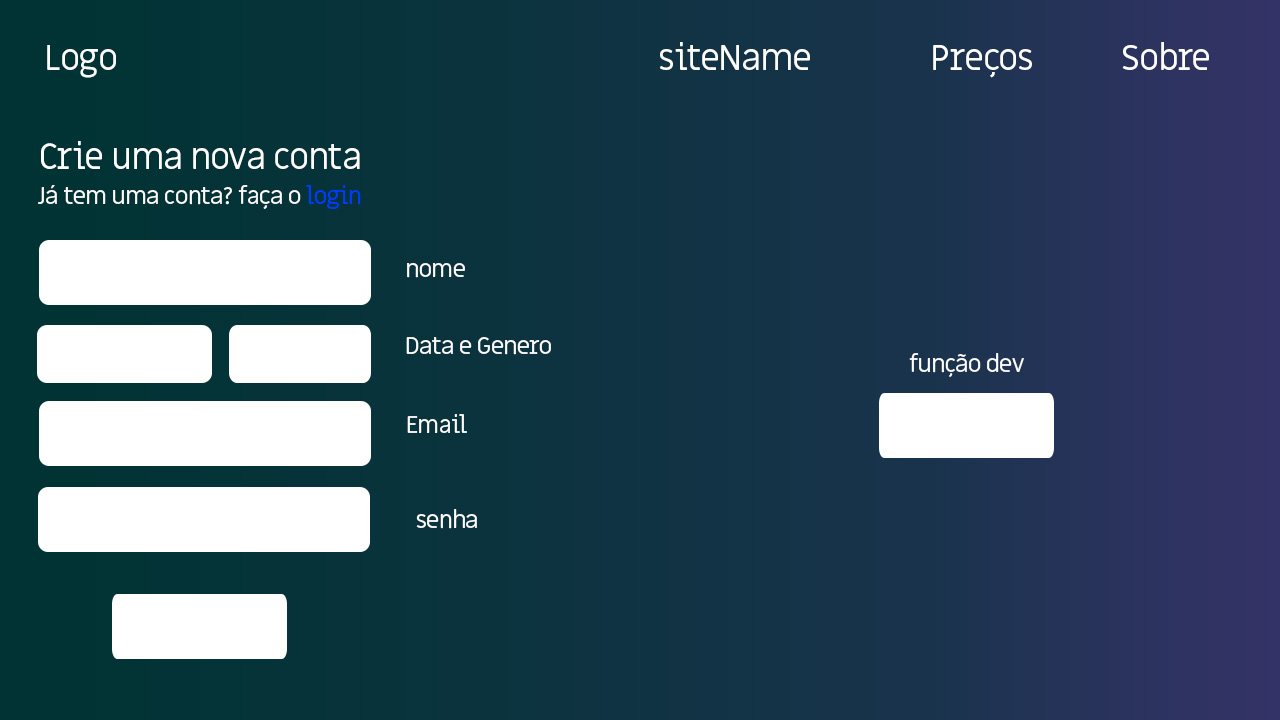 Logo siteName Preços Sobre
Crie uma nova conta
Já tem uma conta? faça o login
nome
Data e Genero
função dev
Email
senha